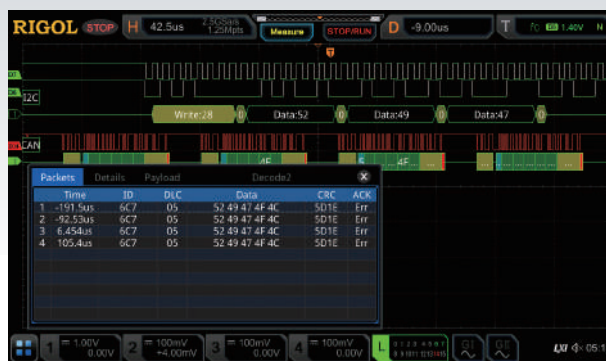 RIGOL STOP H 42.5us 2.5GSa/s 1.25Mpts Measure STOP/RUN D -9.00us T 1.40V N
T
I2C
Write:28 Data:52 Data:49 Data:47
CAN
4F 4F
Packets Details Payload Decode2
Time ID DLC Data CRC ACK
1 -191.5us 6C7 05 52 49 47 4F 4C 5D1E Err
2 -92.53us 6C7 05 52 49 47 4F 4C 5D1E Err
3 6.454us 6C7 05 52 49 47 4F 4C 5D1E Err
4 105.4us 6C7 05 52 49 47 4F 4C 5D1E Err
1 1.00V 0.00V 2 100mV +4.00mV 3 100mV 0.00V 4 100mV 0.00V L GI GII LXI 05:1